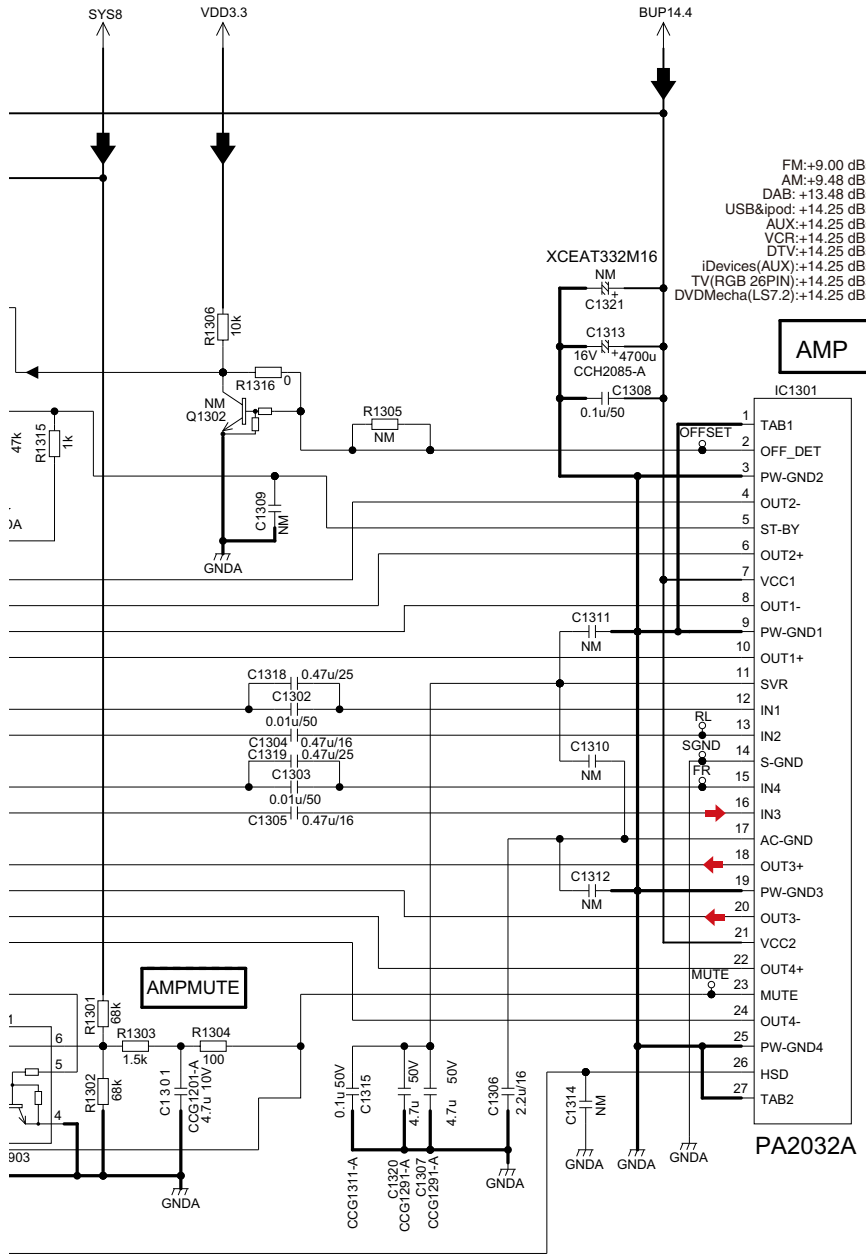 SYS8
VDD3.3
BUP14.4
FM:+9.00 dB
AM:+9.48 dB
DAB: +13.48 dB
USB&ipod: +14.25 dB
AUX:+14.25 dB
VCR:+14.25 dB
DTV:+14.25 dB
iDevices(AUX):+14.25 dB
TV(RGB 26PIN):+14.25 dB
DVDMecha(LS7.2):+14.25 dB
XCEAT332M16
NM
+
C1321
C1313
16V + 4700u
CCH2085-A
C1308
0.1u/50
AMP
IC1301
R1306
10k
R1316 0
NM
Q1302
R1305
NM
47k
R1315
1k
C1309
NM
DA
GNDA
OFFSET
1 TAB1
2 OFF_DET
3 PW-GND2
4 OUT2-
5 ST-BY
6 OUT2+
7 VCC1
8 OUT1-
9 PW-GND1
10 OUT1+
11 SVR
12 IN1
13 IN2
14 S-GND
15 IN4
16 IN3
17 AC-GND
18 OUT3+
19 PW-GND3
20 OUT3-
21 VCC2
22 OUT4+
23 MUTE
24 OUT4-
25 PW-GND4
26 HSD
27 TAB2
PA2032A
C1311
NM
C1318 0.47u/25
C1302
0.01u/50
C1304 0.47u/16
C1319 0.47u/25
C1303
0.01u/50
C1305 0.47u/16
C1310
NM
RL
SGND
FR
C1312
NM
MUTE
AMPMUTE
1
R1301
68k
6
5
4
903
R1303
1.5k
R1304
100
R1302
68k
C1301
CCG1201-A
4.7u 10V
GNDA
0.1u 50V
C1315
CCG1311-A
4.7u 50V
C1320
CCG1291-A
4.7u 50V
C1307
CCG1291-A
C1306
2.2u/16
GNDA
C1314
NM
GNDA
GNDA
GNDA